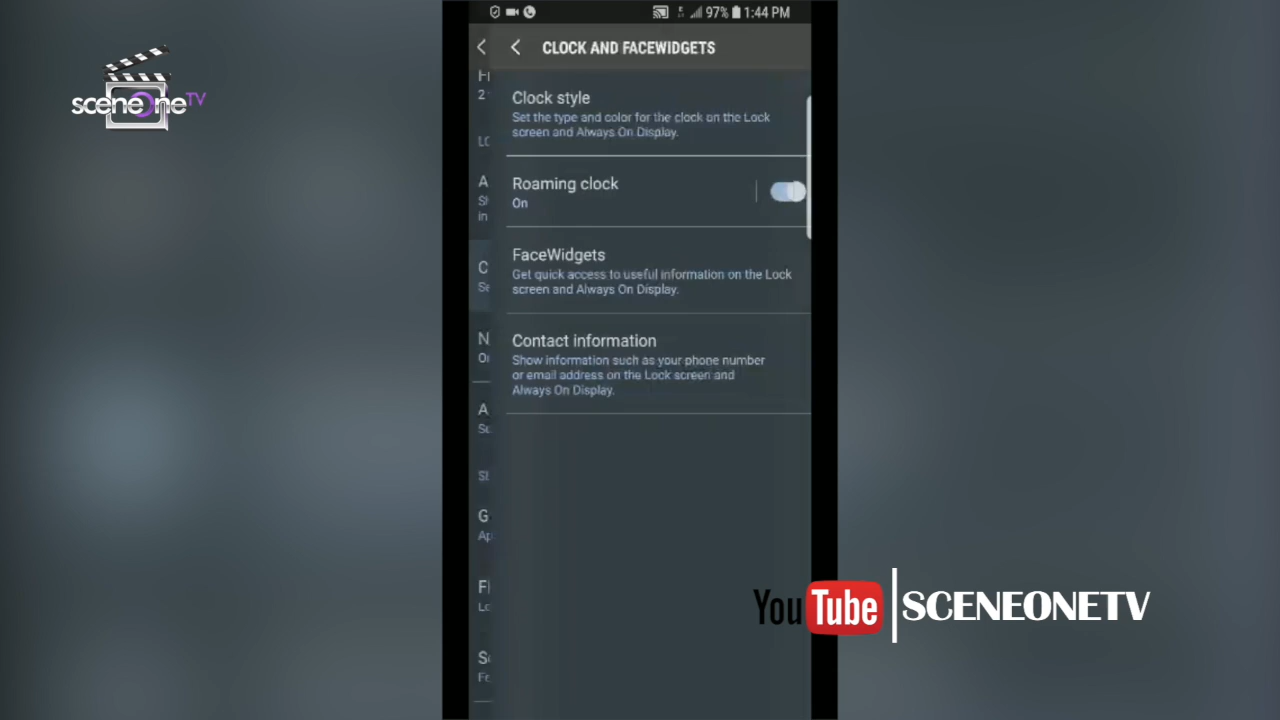 sceneOneTV
97% 1:44 PM
CLOCK AND FACEWIDGETS
Clock style
Set the type and color for the clock on the Lock
screen and Always On Display.
Roaming clock
On
FaceWidgets
Get quick access to useful information on the Lock
screen and Always On Display.
Contact information
Show information such as your phone number
or email address on the Lock screen and
Always On Display.
YouTube SCENEONETV